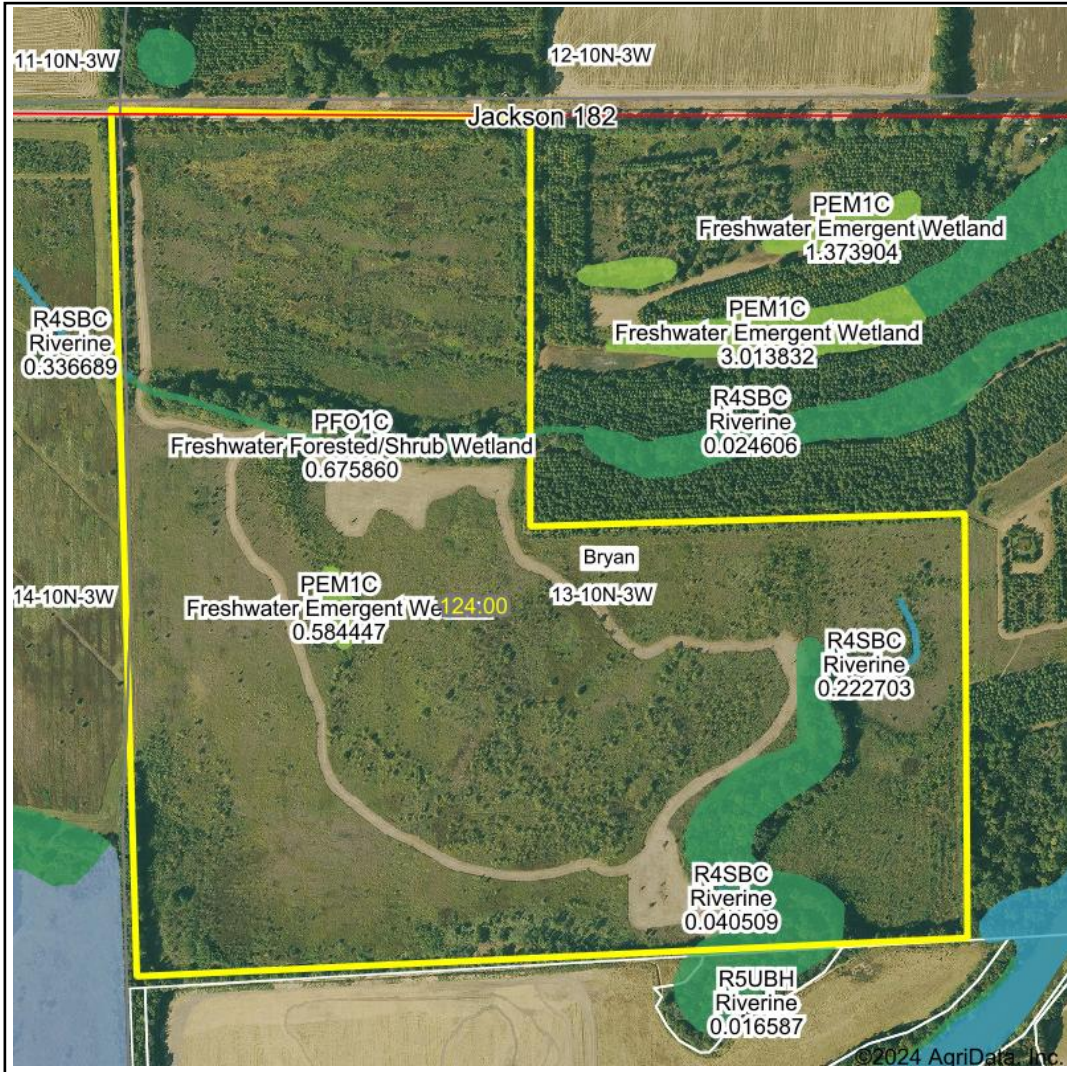 11-10N-3W
12-10N-3W
Jackson 182
PEM1C
Freshwater Emergent Wetland
1.373904
R4SBC
Riverine
0.336689
PEM1C
Freshwater Emergent Wetland
3.013832
R4SBC
Riverine
0.024606
PFO1C
Freshwater Forested/Shrub Wetland
0.675860
Bryan
13-10N-3W
14-10N-3W
PEM1C
Freshwater Emergent We
124.00
0.584447
R4SBC
Riverine
0.222703
R4SBC
Riverine
0.040509
R5UBH
Riverine
0.016587
©2024 AgriData, Inc.